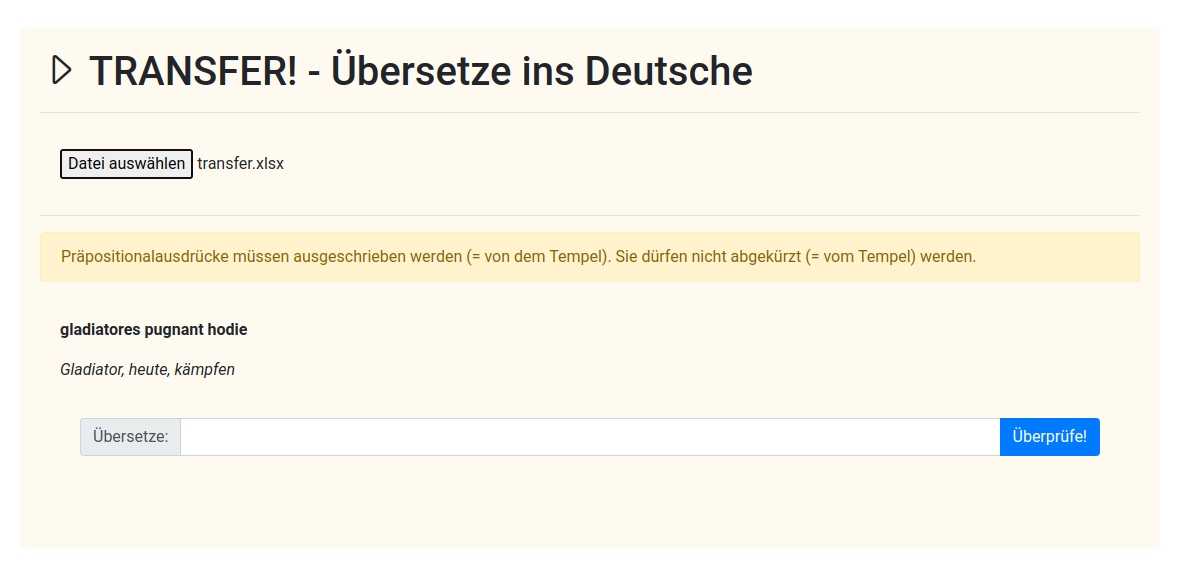 TRANSFER! - Übersetze ins Deutsche
Datei auswählen transfer.xlsx
Präpositionalausdrücke müssen ausgeschrieben werden (= von dem Tempel). Sie dürfen nicht abgekürzt (= vom Tempel) werden.
gladiatores pugnant hodie
Gladiator, heute, kämpfen
Übersetze: Überprüfe!